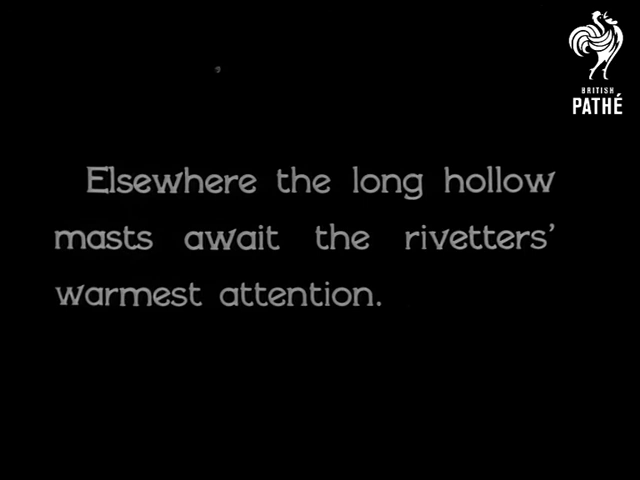 BRITISH
PATHÉ
Elsewhere the long hollow
masts await the rivetters'
warmest attention.